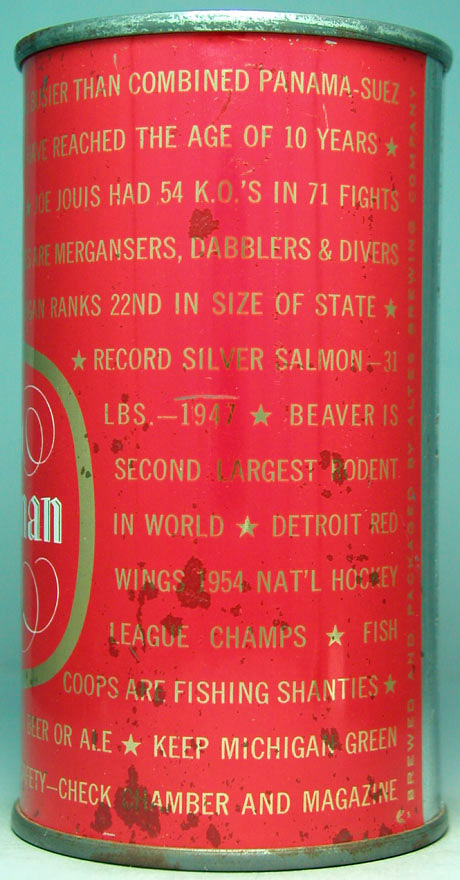 BUSIER THAN COMBINED PANAMA-SUEZ
REACHED THE AGE OF 10 YEARS ★
★ JOE JOUIS HAD 54 K.O.'S IN 71 FIGHTS
ARE MERGANSERS, DABBLERS & DIVERS
RANKS 22ND IN SIZE OF STATE ★
★ RECORD SILVER SALMON—31
LBS.—1947 ★ BEAVER IS
SECOND LARGEST RODENT
IN WORLD ★ DETROIT RED
WINGS 1954 NAT'L HOCKEY
LEAGUE CHAMPS ★ FISH
COOPS ARE FISHING SHANTIES ★
BEER OR ALE ★ KEEP MICHIGAN GREEN
—CHECK CHAMBER AND MAGAZINE
BREWED AND PACKAGED BY ALTES BREWING COMPANY